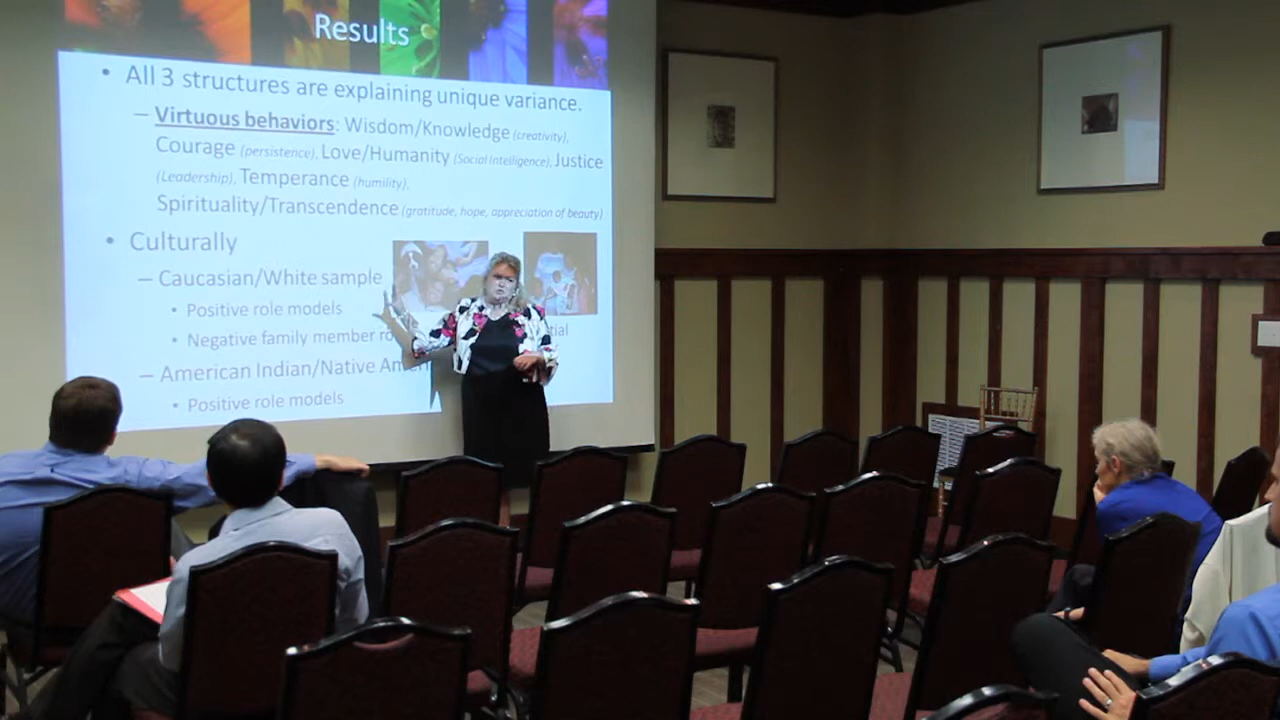 Results
• All 3 structures are explaining unique variance.
– Virtuous behaviors: Wisdom/Knowledge (creativity),
Courage (persistence), Love/Humanity (Social Intelligence), Justice
(Leadership), Temperance (humility),
Spirituality/Transcendence (gratitude, hope, appreciation of beauty)
• Culturally
– Caucasian/White sample
• Positive role models
• Negative family member
– American Indian/Native
• Positive role models